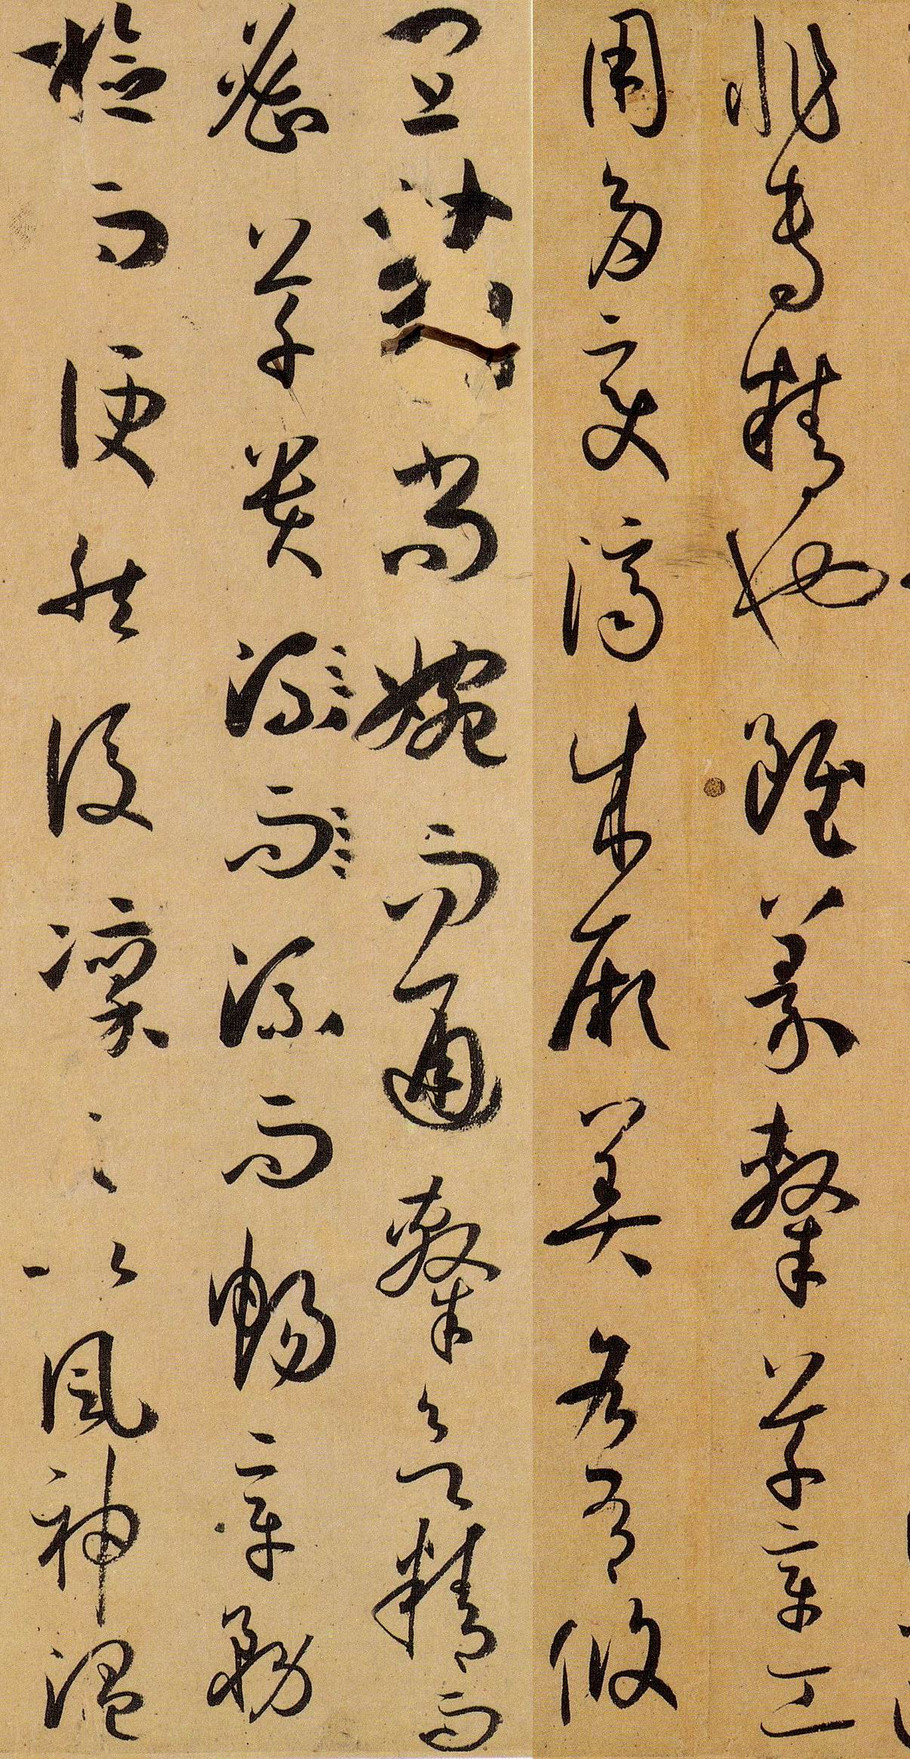 非專精也雖篆隸草章工
用多變濟成厥美各有攸
宜篆尚婉而通隸欲精而
密草貴流而流而暢章務
檢而便然後凜之以風神溫